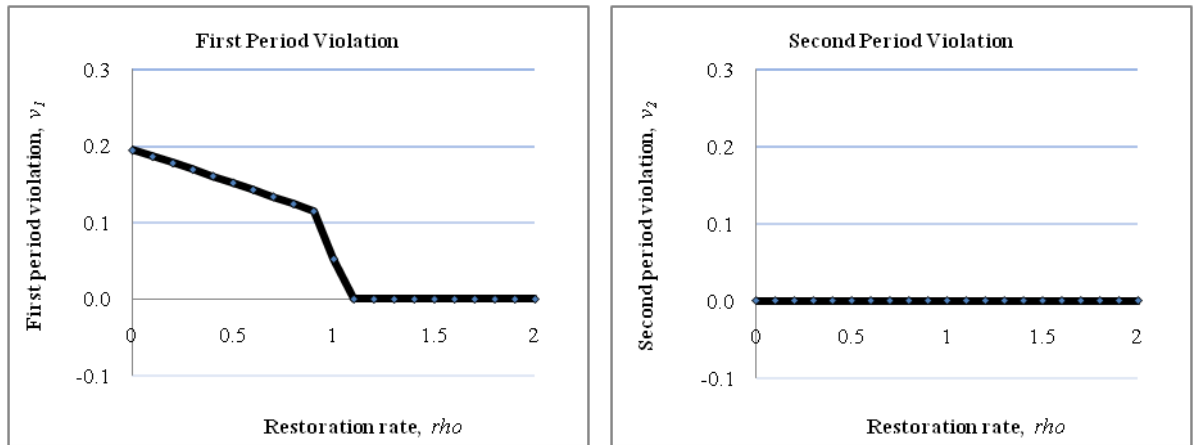 First Period Violation
0.3
0.2
0.1
0.0
-0.1
0 0.5 1 1.5 2
First period violation, v1
Restoration rate, rho
Second Period Violation
0.3
0.2
0.1
0.0
-0.1
0 0.5 1 1.5 2
Second period violation, v2
Restoration rate, rho